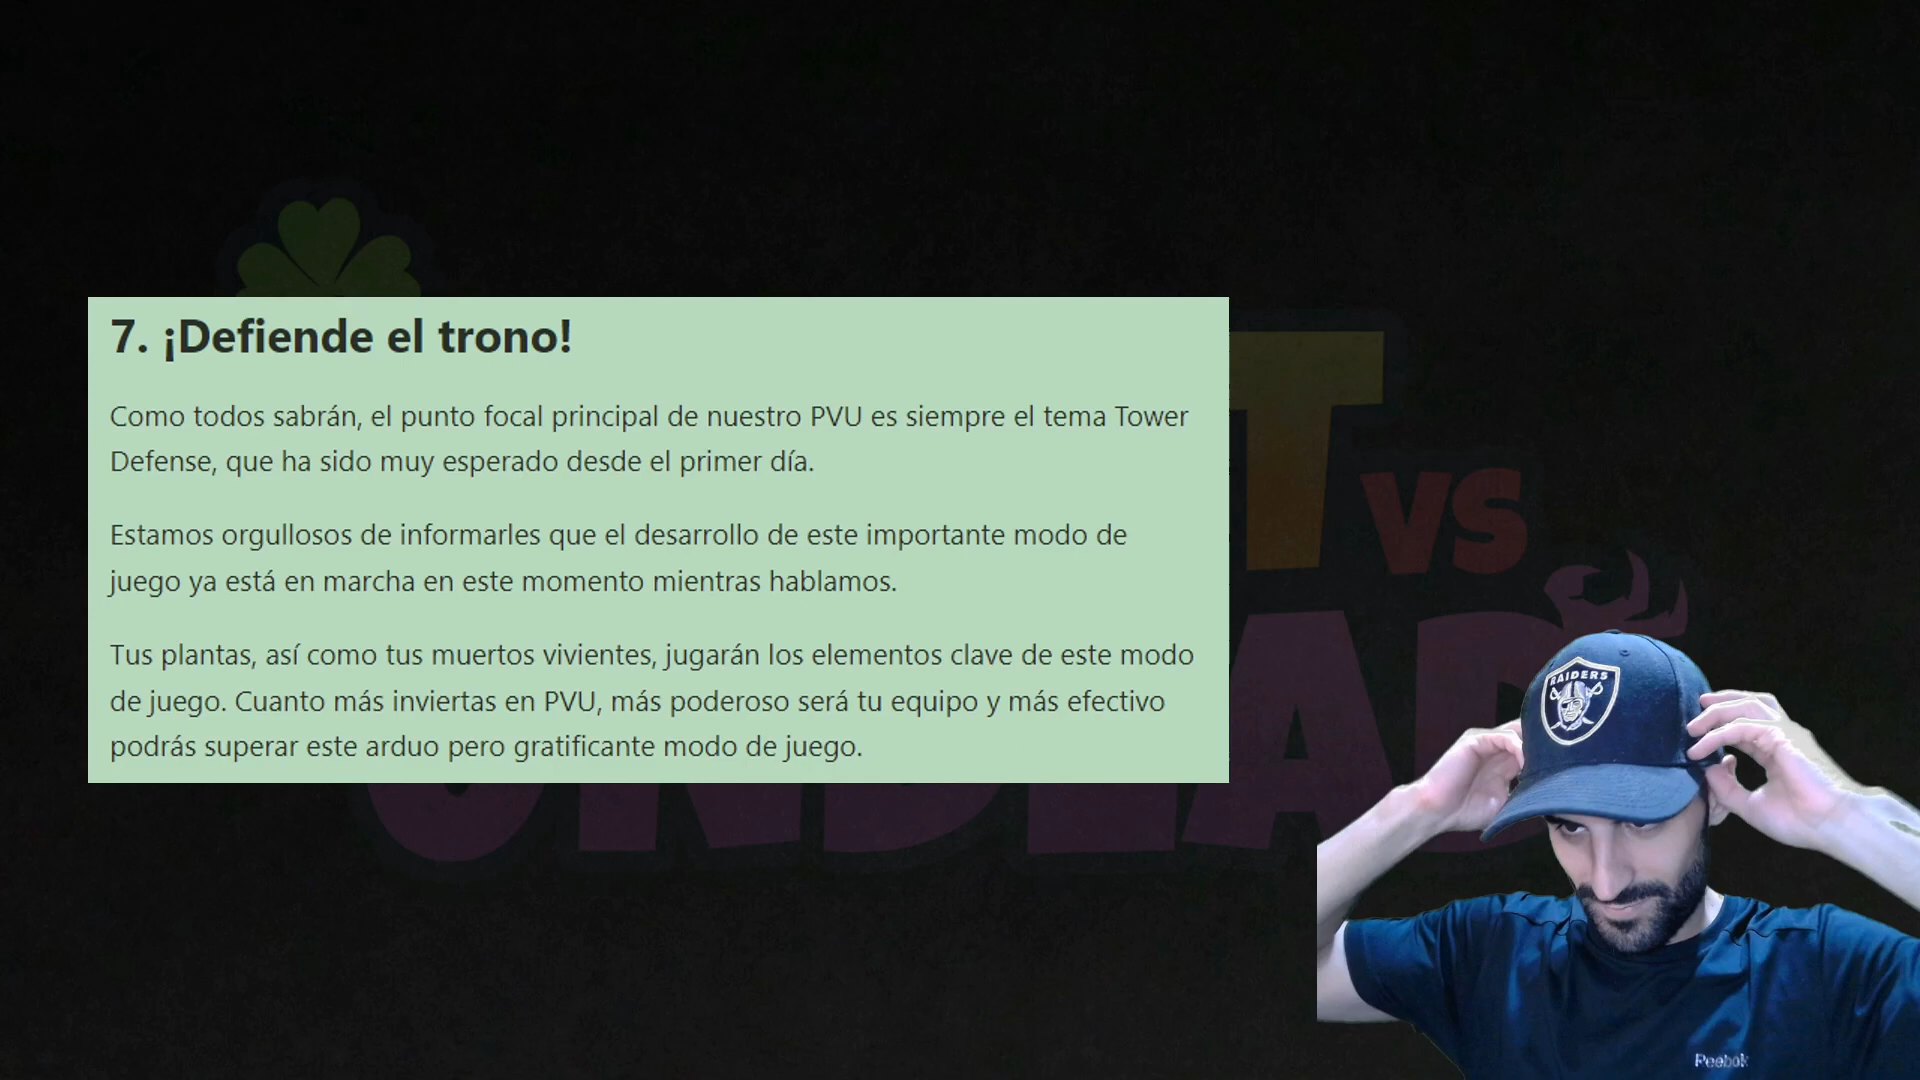 7. ¡Defiende el trono!
Como todos sabrán, el punto focal principal de nuestro PVU es siempre el tema Tower
Defense, que ha sido muy esperado desde el primer día.
Estamos orgullosos de informarles que el desarrollo de este importante modo de
juego ya está en marcha en este momento mientras hablamos.
Tus plantas, así como tus muertos vivientes, jugarán los elementos clave de este modo
de juego. Cuanto más inviertas en PVU, más poderoso será tu equipo y más efectivo
podrás superar este arduo pero gratificante modo de juego.
T VS
UNDEAD
RAIDERS
Reebok